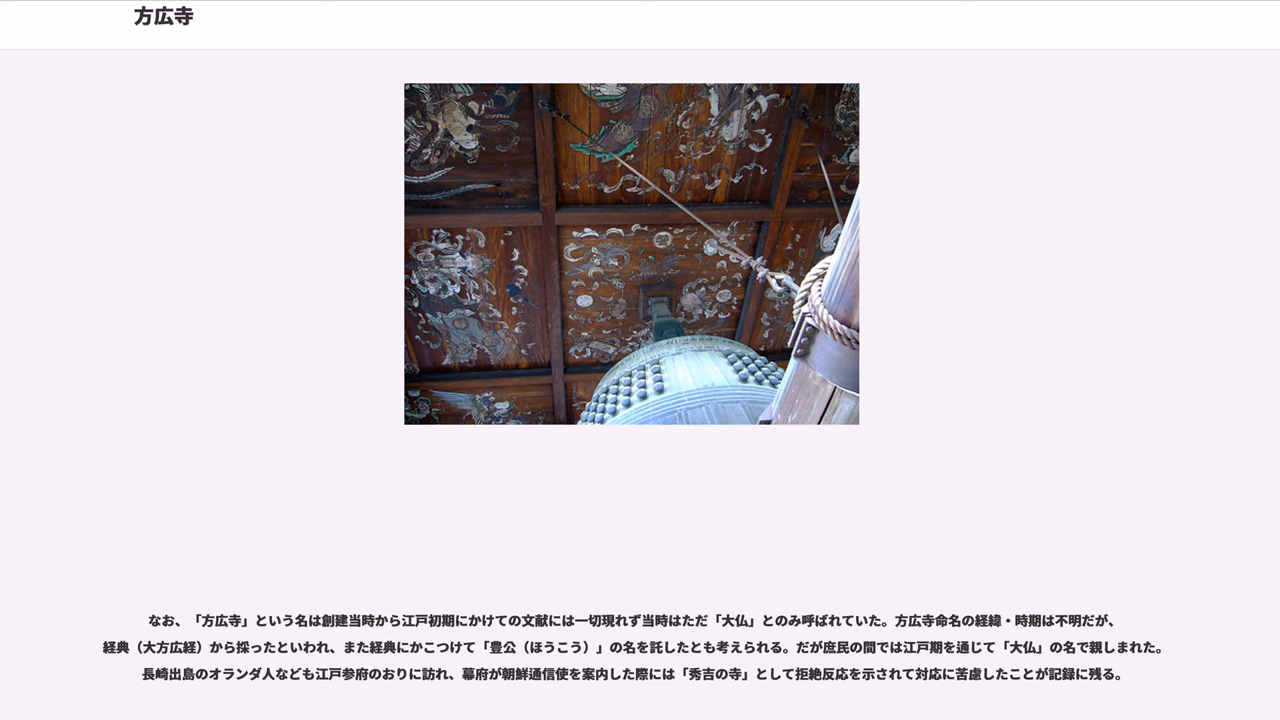 方広寺
なお、「方広寺」という名は創建当時から江戸初期にかけての文献には一切現れず当時はただ「大仏」とのみ呼ばれていた。方広寺命名の経緯・時期は不明だが、
経典（大方広経）から採ったといわれ、また経典にかこつけて「豊公（ほうこう）」の名を託したとも考えられる。だが庶民の間では江戸期を通じて「大仏」の名で親しまれた。
長崎出島のオランダ人なども江戸参府のおりに訪れ、幕府が朝鮮通信使を案内した際には「秀吉の寺」として拒絶反応を示されて対応に苦慮したことが記録に残る。